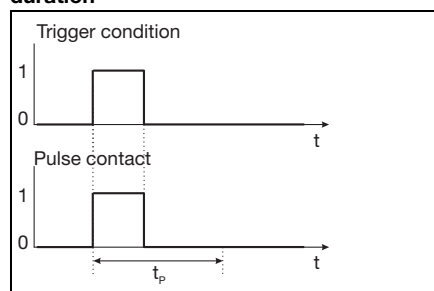 duration
Trigger condition
1
0
t
Pulse contact
1
0
t
tP